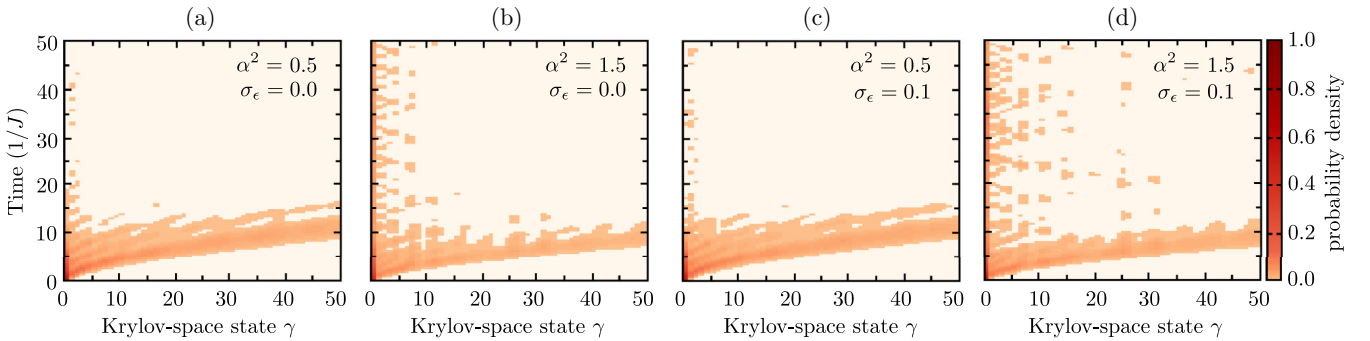 (a) (b) (c) (d)
α² = 0.5
σ_ϵ = 0.0
α² = 1.5
σ_ϵ = 0.0
α² = 0.5
σ_ϵ = 0.1
α² = 1.5
σ_ϵ = 0.1
Time (1/J)
50
40
30
20
10
0
0 10 20 30 40 50
0 10 20 30 40 50
0 10 20 30 40 50
0 10 20 30 40 50
Krylov-space state γ
Krylov-space state γ
Krylov-space state γ
Krylov-space state γ
1.0
0.8
0.6
0.4
0.2
0.0
probability density